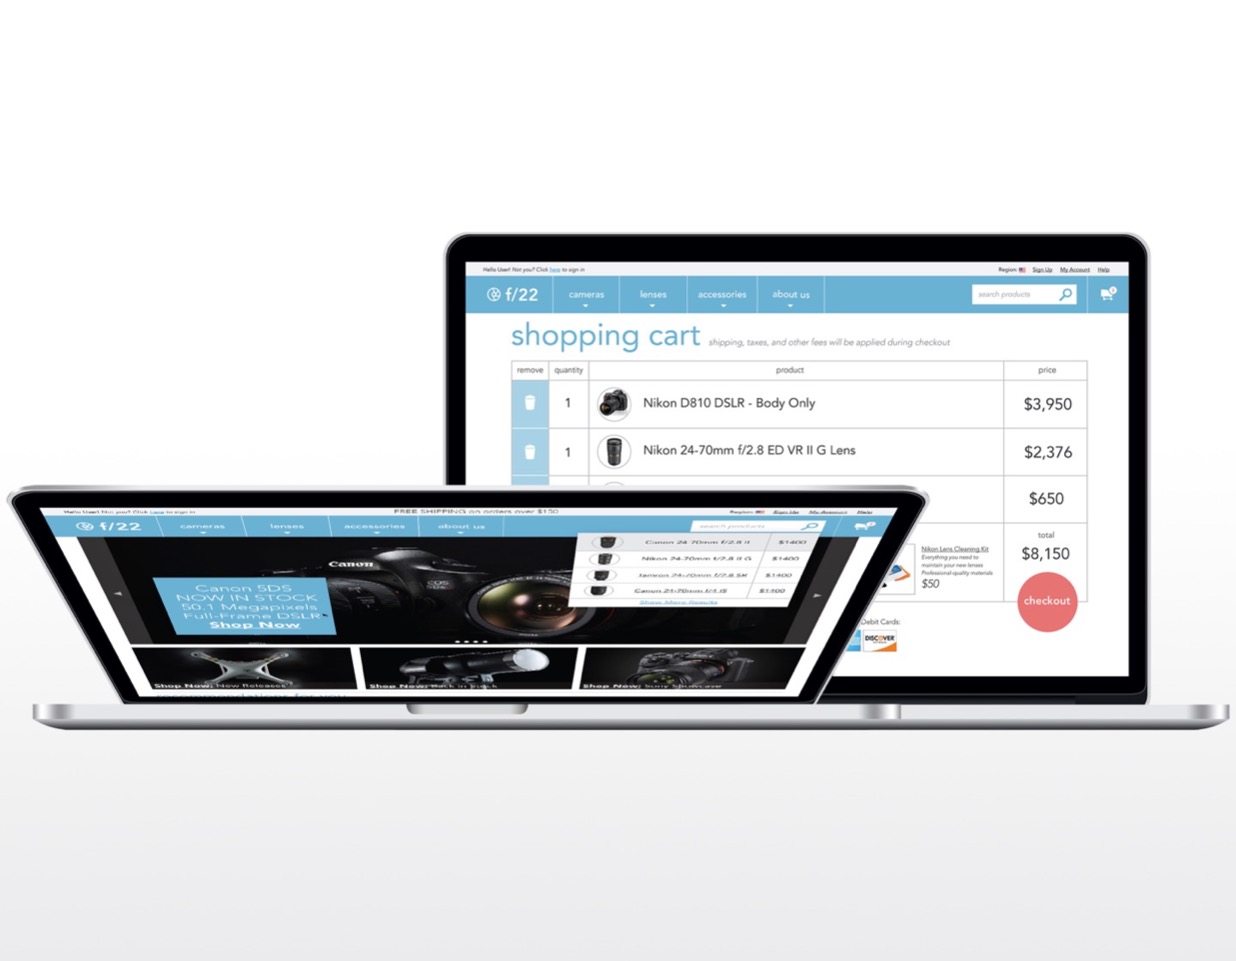 Hello User! Not you? Click here to sign in
Region: Sign Up My Account Help
f/22 cameras lenses accessories about us search products
shopping cart shipping, taxes, and other fees will be applied during checkout
remove quantity product price
1 Nikon D810 DSLR - Body Only $3,950
1 Nikon 24-70mm f/2.8 ED VR II G Lens $2,376
$650
total
$8,150
Nikon Lens Cleaning Kit
Everything you need to
maintain your new lenses
Professional quality materials
$50
checkout
Debit Cards:
DISCOVER
Hello User! Not you? Click here to sign in FREE SHIPPING on orders over $150 Region: Sign Up My Account Help
f/22 cameras lenses accessories about us search products
Canon 24-70mm f/2.8 II $1400
Nikon 24-70mm f/2.8 II G $1400
Tamron 24-70mm f/2.8 $1400
Canon f/4 IS $1100
Show More Results
Canon
EOS
5Ds
Canon 5DS
NOW IN STOCK
50.1 Megapixels
Full-Frame DSLR
Shop Now
Shop Now: New Releases
Shop Now: Back in Stock
Shop Now: Sony Showcase
recommendations for you